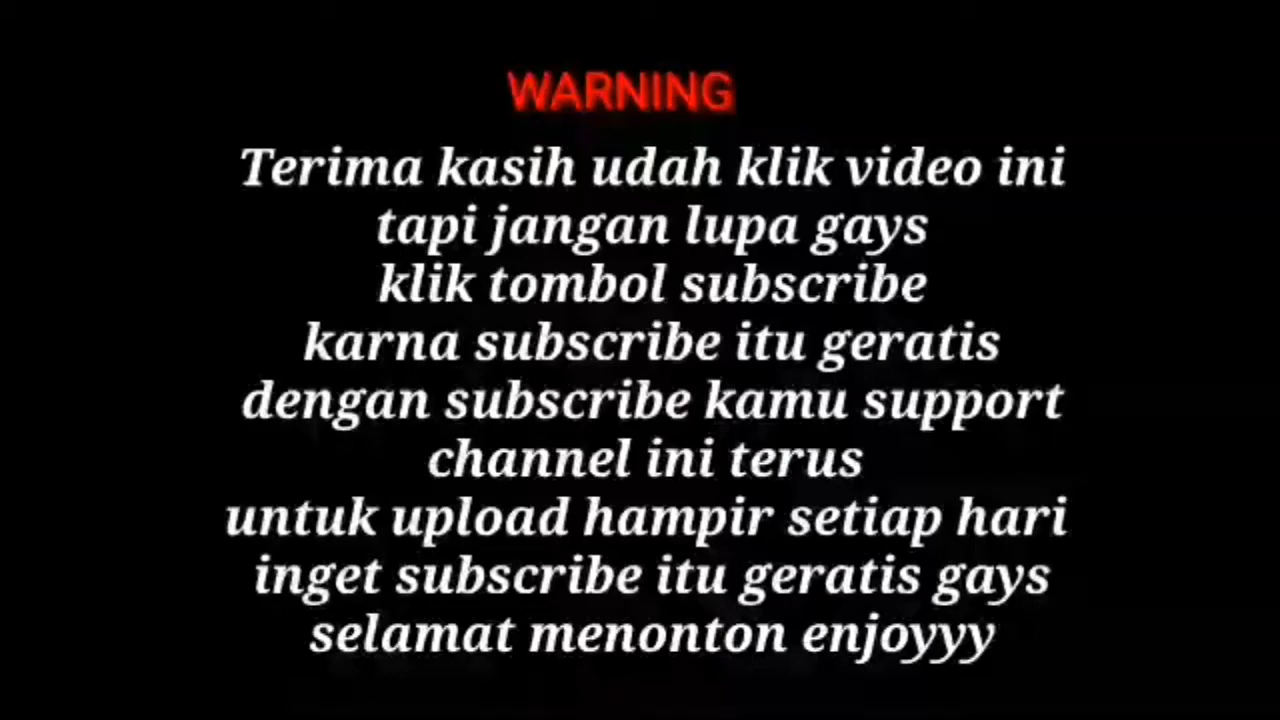 WARNING
Terima kasih udah klik video ini
tapi jangan lupa gays
klik tombol subscribe
karna subscribe itu geratis
dengan subscribe kamu support
channel ini terus
untuk upload hampir setiap hari
inget subscribe itu geratis gays
selamat menonton enjoyyy